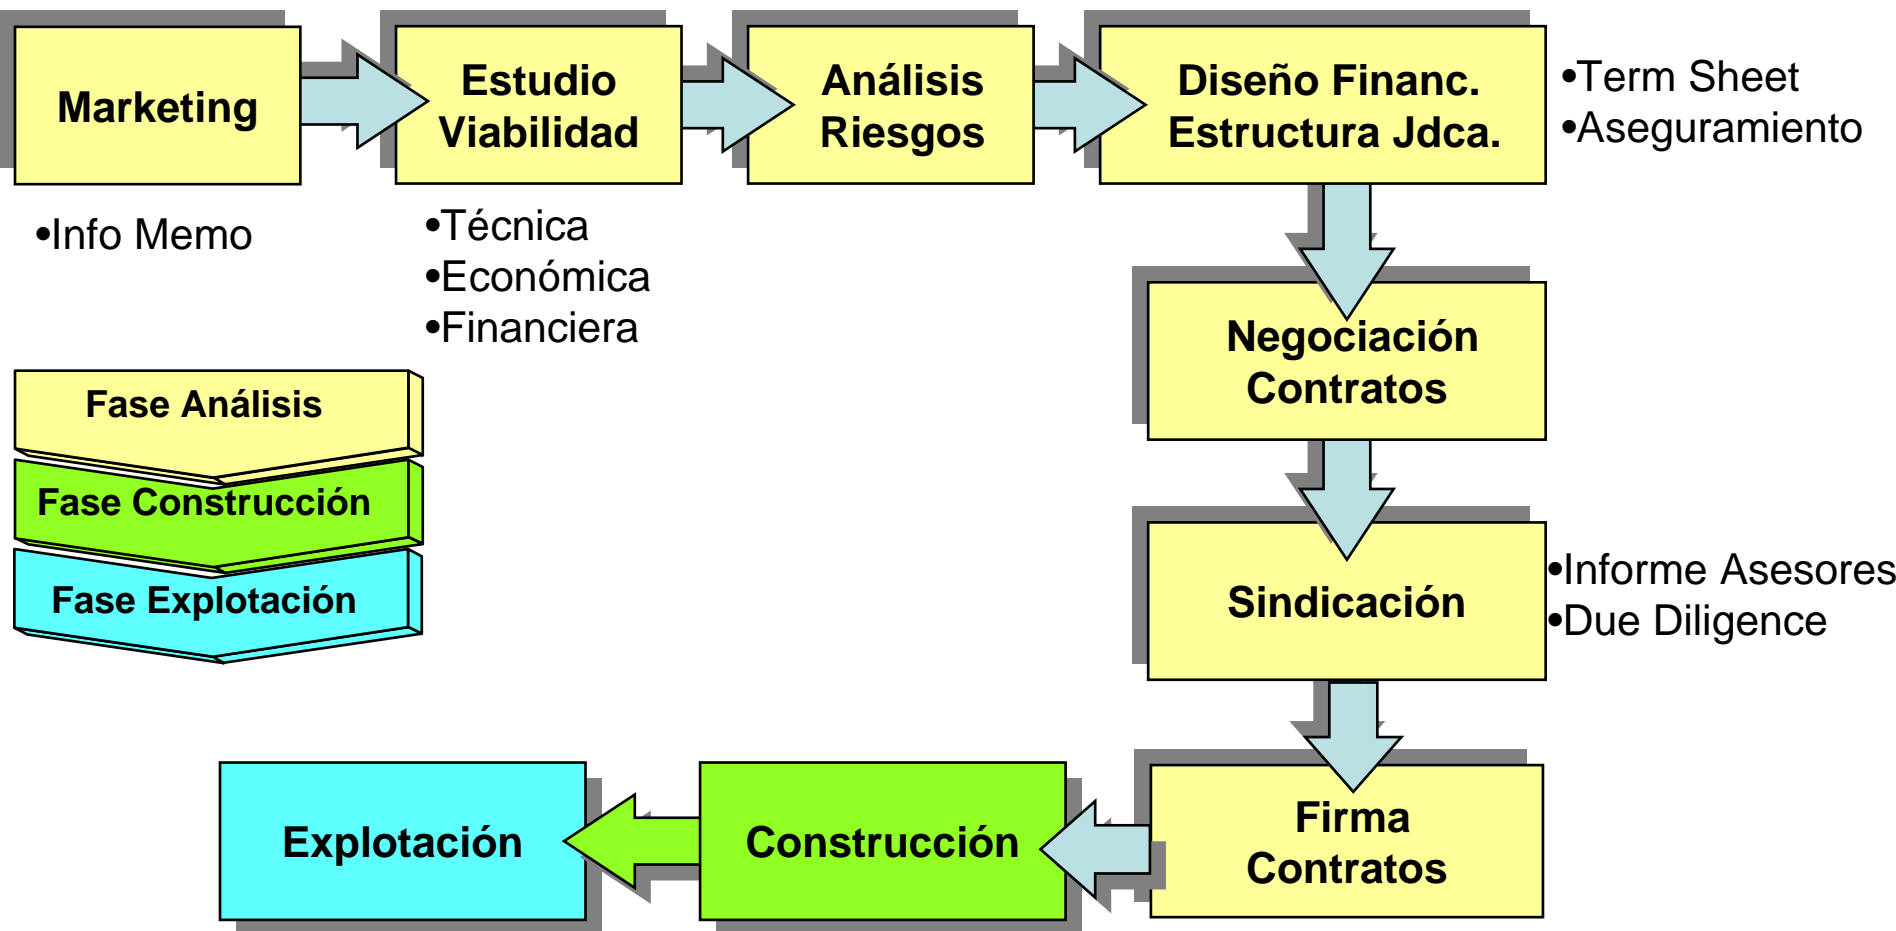 Marketing
Estudio
Viabilidad
Análisis
Riesgos
Diseño Financ.
Estructura Jdca.
•Term Sheet
•Aseguramiento
•Info Memo
•Técnica
•Económica
•Financiera
Negociación
Contratos
Fase Análisis
Fase Construcción
Fase Explotación
Sindicación
•Informe Asesores
•Due Diligence
Explotación
Construcción
Firma
Contratos